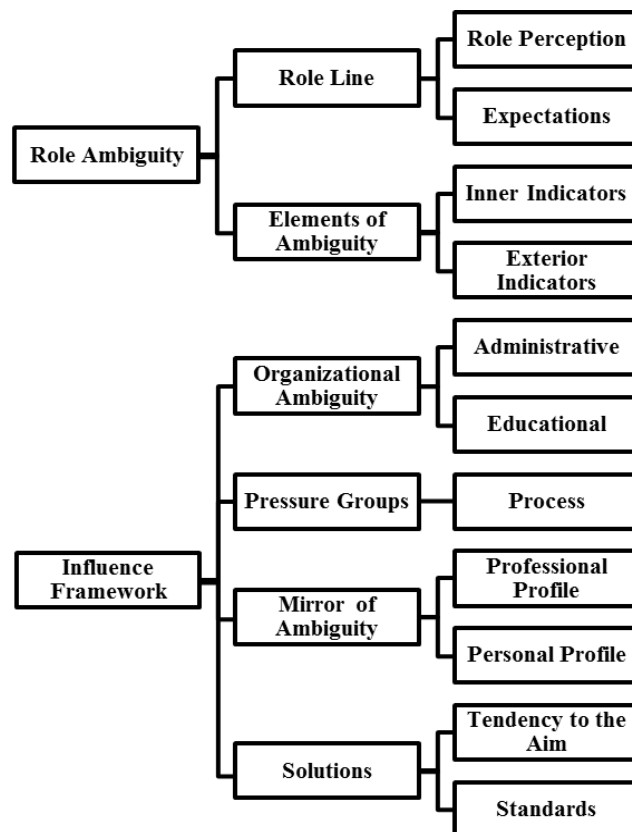 Role Ambiguity
Role Line
Role Perception
Expectations
Elements of
Ambiguity
Inner Indicators
Exterior
Indicators
Influence
Framework
Organizational
Ambiguity
Administrative
Educational
Pressure Groups
Process
Mirror of
Ambiguity
Professional
Profile
Personal Profile
Solutions
Tendency to the
Aim
Standards